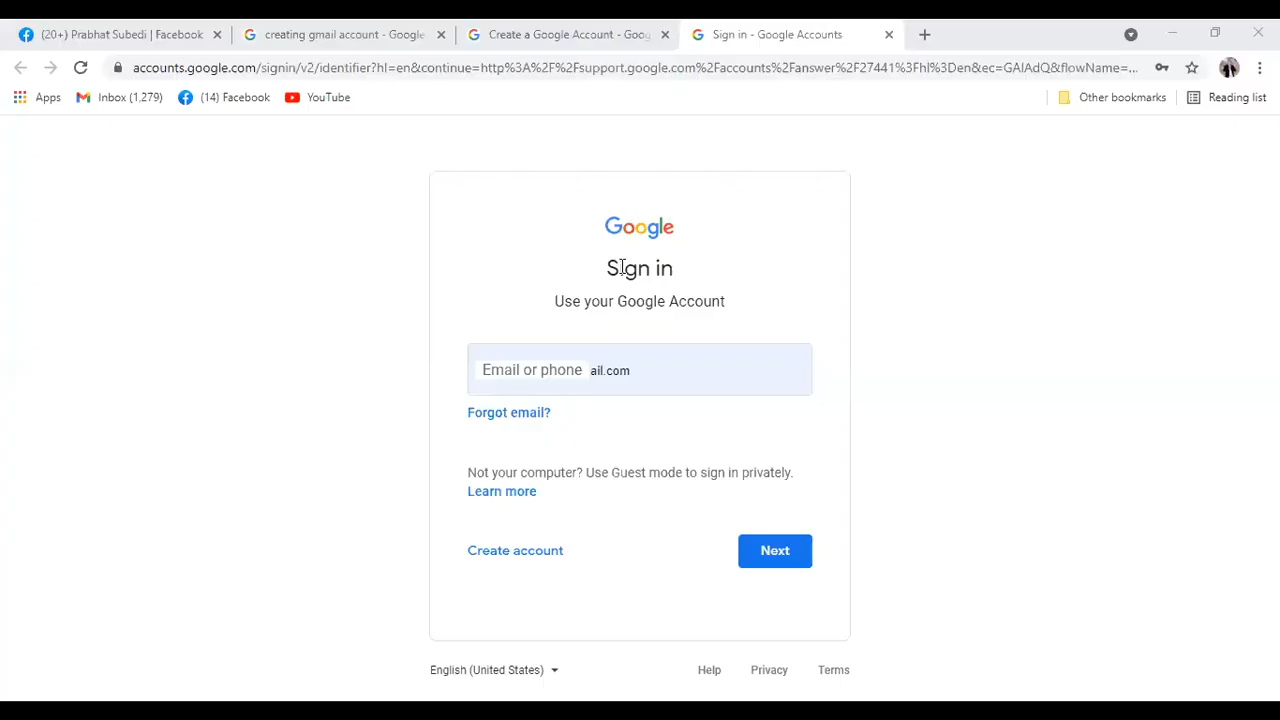 (20+) Prabhat Subedi | Facebook
creating gmail account - Google
Create a Google Account - Goog
Sign in - Google Accounts
accounts.google.com/signin/v2/identifier?hl=en&continue=http%3A%2F%2Fsupport.google.com%2Faccounts%2Fanswer%2F27441%3Fhl%3Den&ec=GAlAdQ&flowName=...
Apps
Inbox (1,279)
(14) Facebook
YouTube
Other bookmarks
Reading list
Google
Sign in
Use your Google Account
Email or phone ail.com
Forgot email?
Not your computer? Use Guest mode to sign in privately.
Learn more
Create account
Next
English (United States)
Help
Privacy
Terms